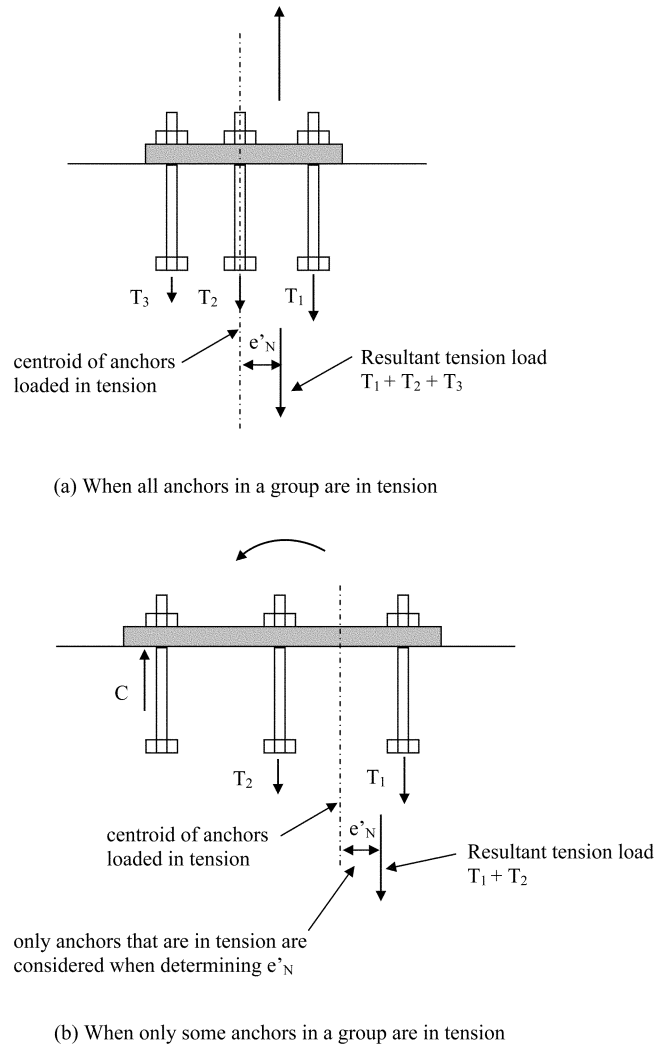 T3
T2
T1
e’N
centroid of anchors
loaded in tension
Resultant tension load
T1 + T2 + T3
(a) When all anchors in a group are in tension
C
T2
T1
e’N
centroid of anchors
loaded in tension
Resultant tension load
T1 + T2
only anchors that are in tension are
considered when determining e’N
(b) When only some anchors in a group are in tension